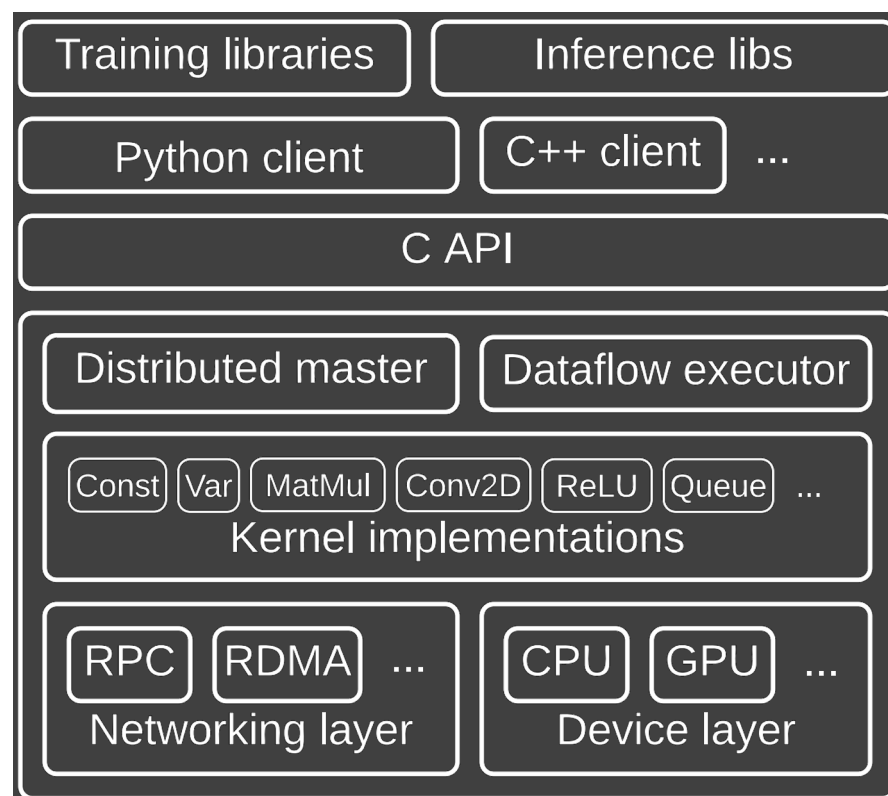 Training libraries Inference libs
Python client C++ client ...
C API
Distributed master Dataflow executor
Const Var MatMul Conv2D ReLU Queue ...
Kernel implementations
RPC RDMA ... CPU GPU ...
Networking layer Device layer